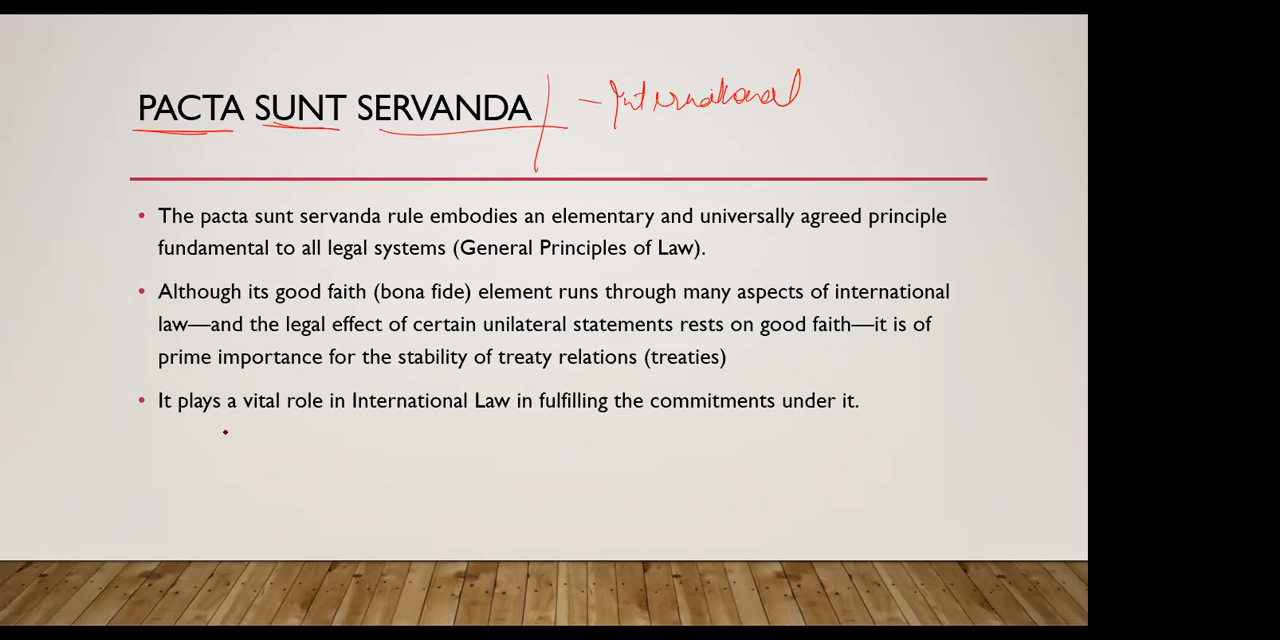 PACTA SUNT SERVANDA - International
• The pacta sunt servanda rule embodies an elementary and universally agreed principle
fundamental to all legal systems (General Principles of Law).
• Although its good faith (bona fide) element runs through many aspects of international
law—and the legal effect of certain unilateral statements rests on good faith—it is of
prime importance for the stability of treaty relations (treaties)
• It plays a vital role in International Law in fulfilling the commitments under it.